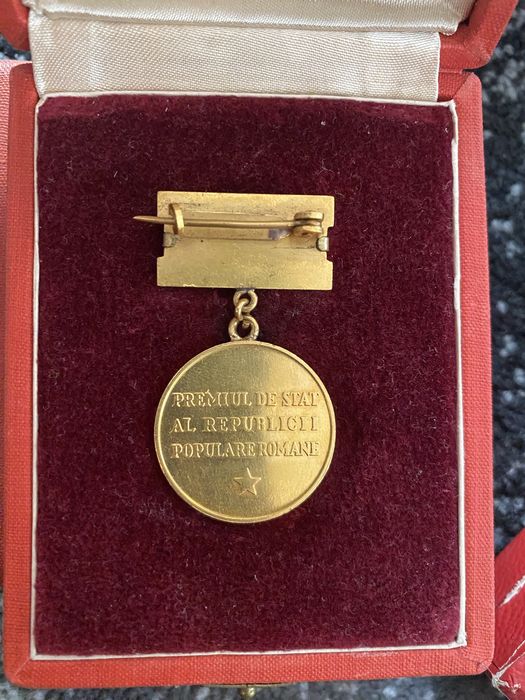 PREMIUL DE STAT
AL REPUBLICII
POPULARE ROMANE